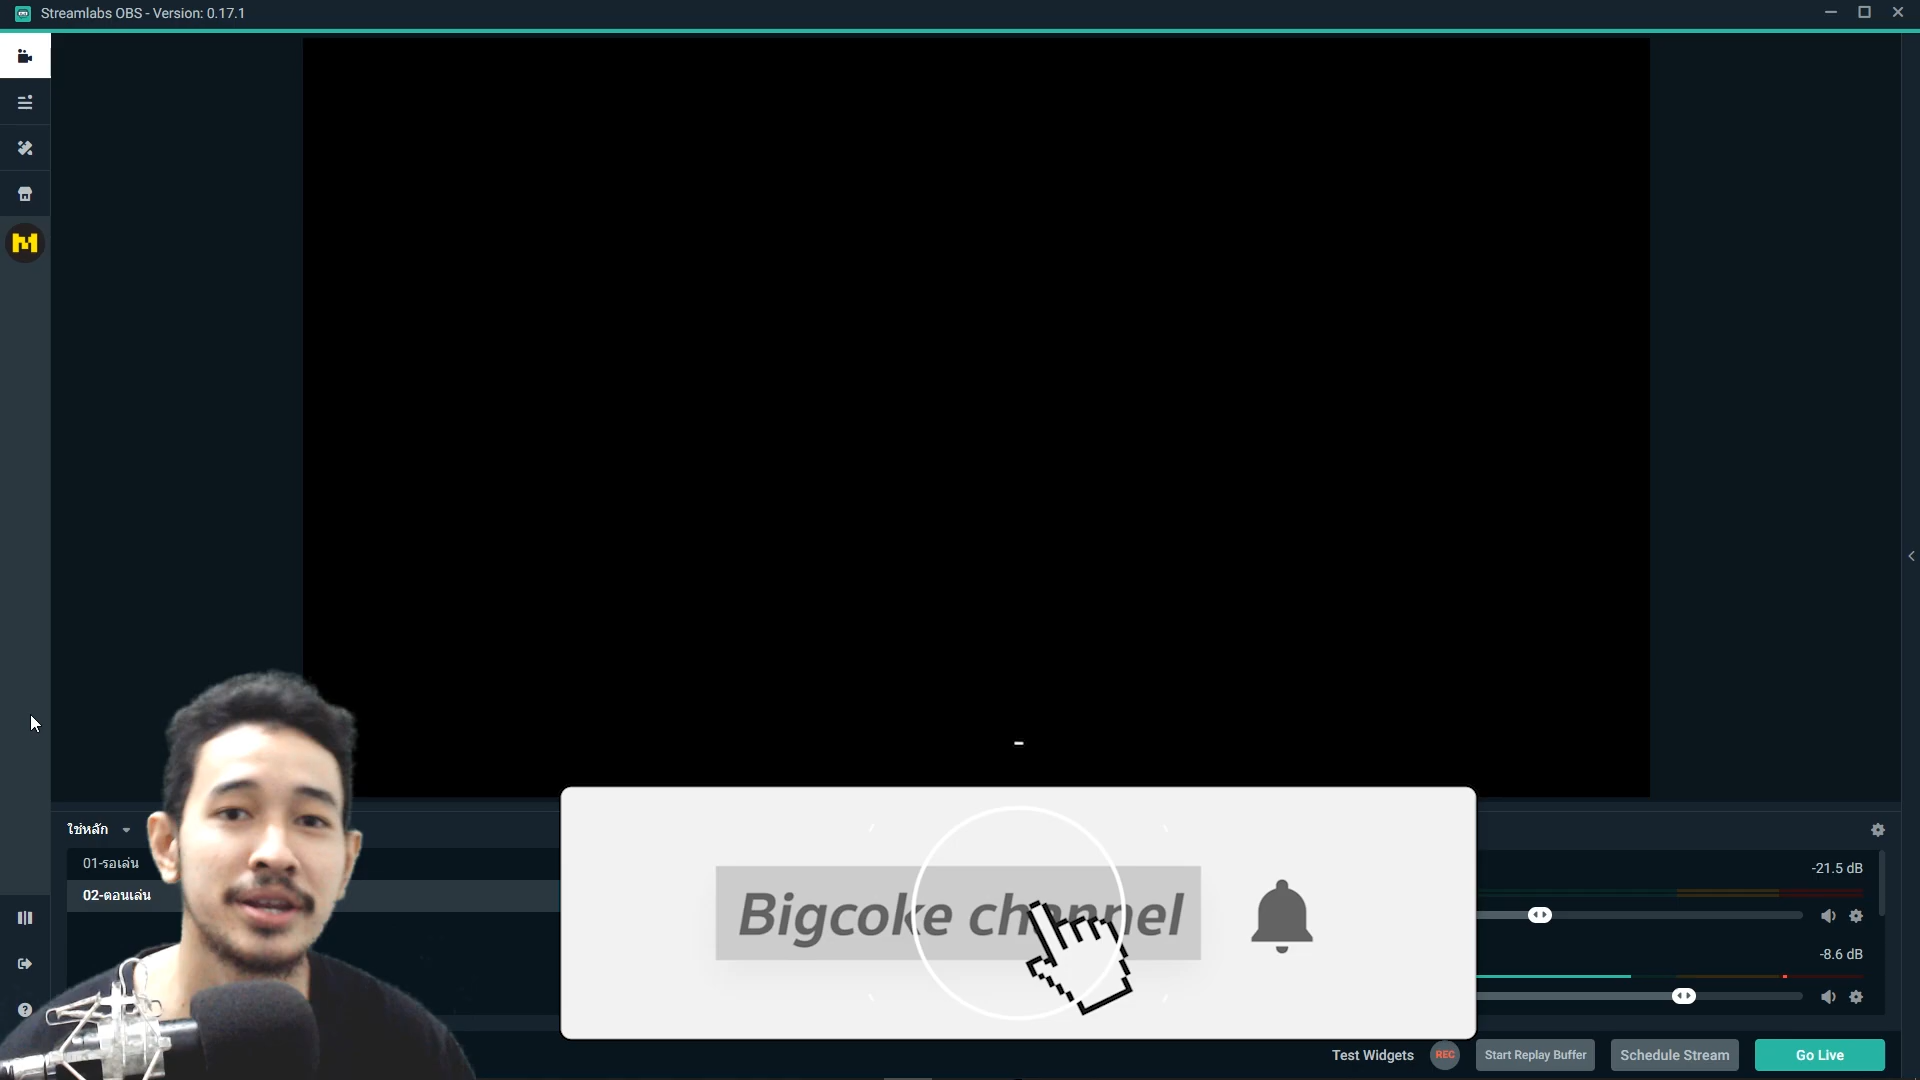 Streamlabs OBS - Version: 0.17.1
ใช่หลัก
01-รอเล่น
02-ตอนเล่น
Bigcoke channel
-21.5 dB
-8.6 dB
Test Widgets
REC
Start Replay Buffer
Schedule Stream
Go Live